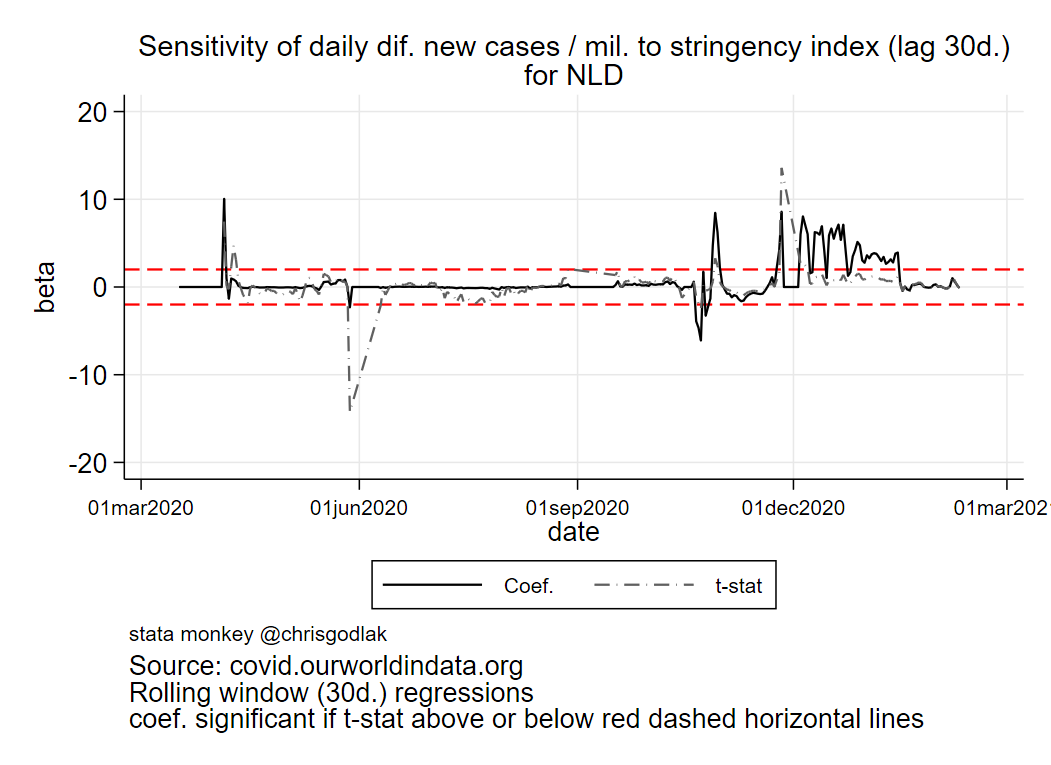 Sensitivity of daily dif. new cases / mil. to stringency index (lag 30d.)
for NLD
20
10
0
-10
-20
beta
01mar2020 01jun2020 01sep2020 01dec2020 01mar202
date
Coef. t-stat
stata monkey @chrisgodlak
Source: covid.ourworldindata.org
Rolling window (30d.) regressions
coef. significant if t-stat above or below red dashed horizontal lines